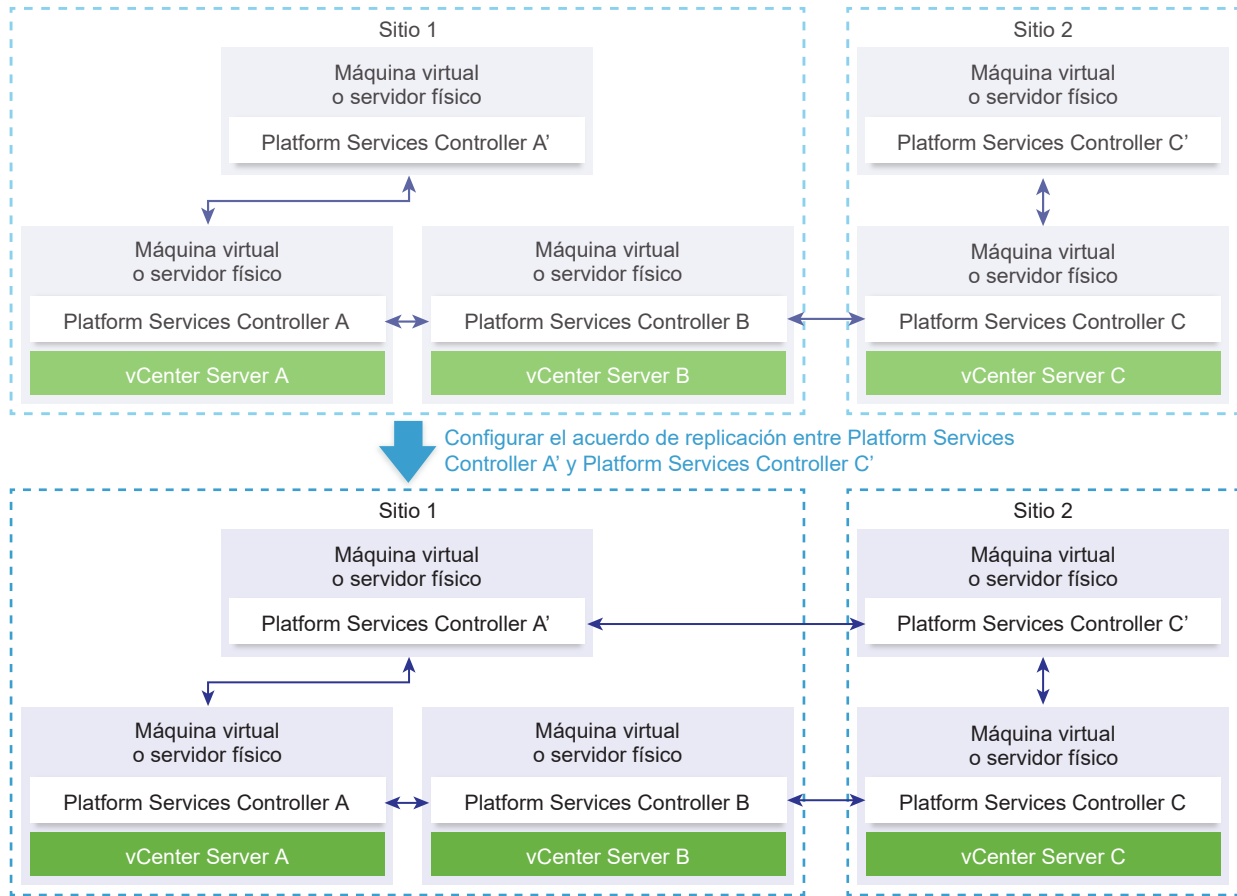 Sitio 1
Máquina virtual
o servidor físico
Platform Services Controller A’
Máquina virtual
o servidor físico
Platform Services Controller A
vCenter Server A
Máquina virtual
o servidor físico
Platform Services Controller B
vCenter Server B
Sitio 2
Máquina virtual
o servidor físico
Platform Services Controller C’
Máquina virtual
o servidor físico
Platform Services Controller C
vCenter Server C
Configurar el acuerdo de replicación entre Platform Services
Controller A’ y Platform Services Controller C’
Sitio 1
Máquina virtual
o servidor físico
Platform Services Controller A’
Máquina virtual
o servidor físico
Platform Services Controller A
vCenter Server A
Máquina virtual
o servidor físico
Platform Services Controller B
vCenter Server B
Sitio 2
Máquina virtual
o servidor físico
Platform Services Controller C’
Máquina virtual
o servidor físico
Platform Services Controller C
vCenter Server C